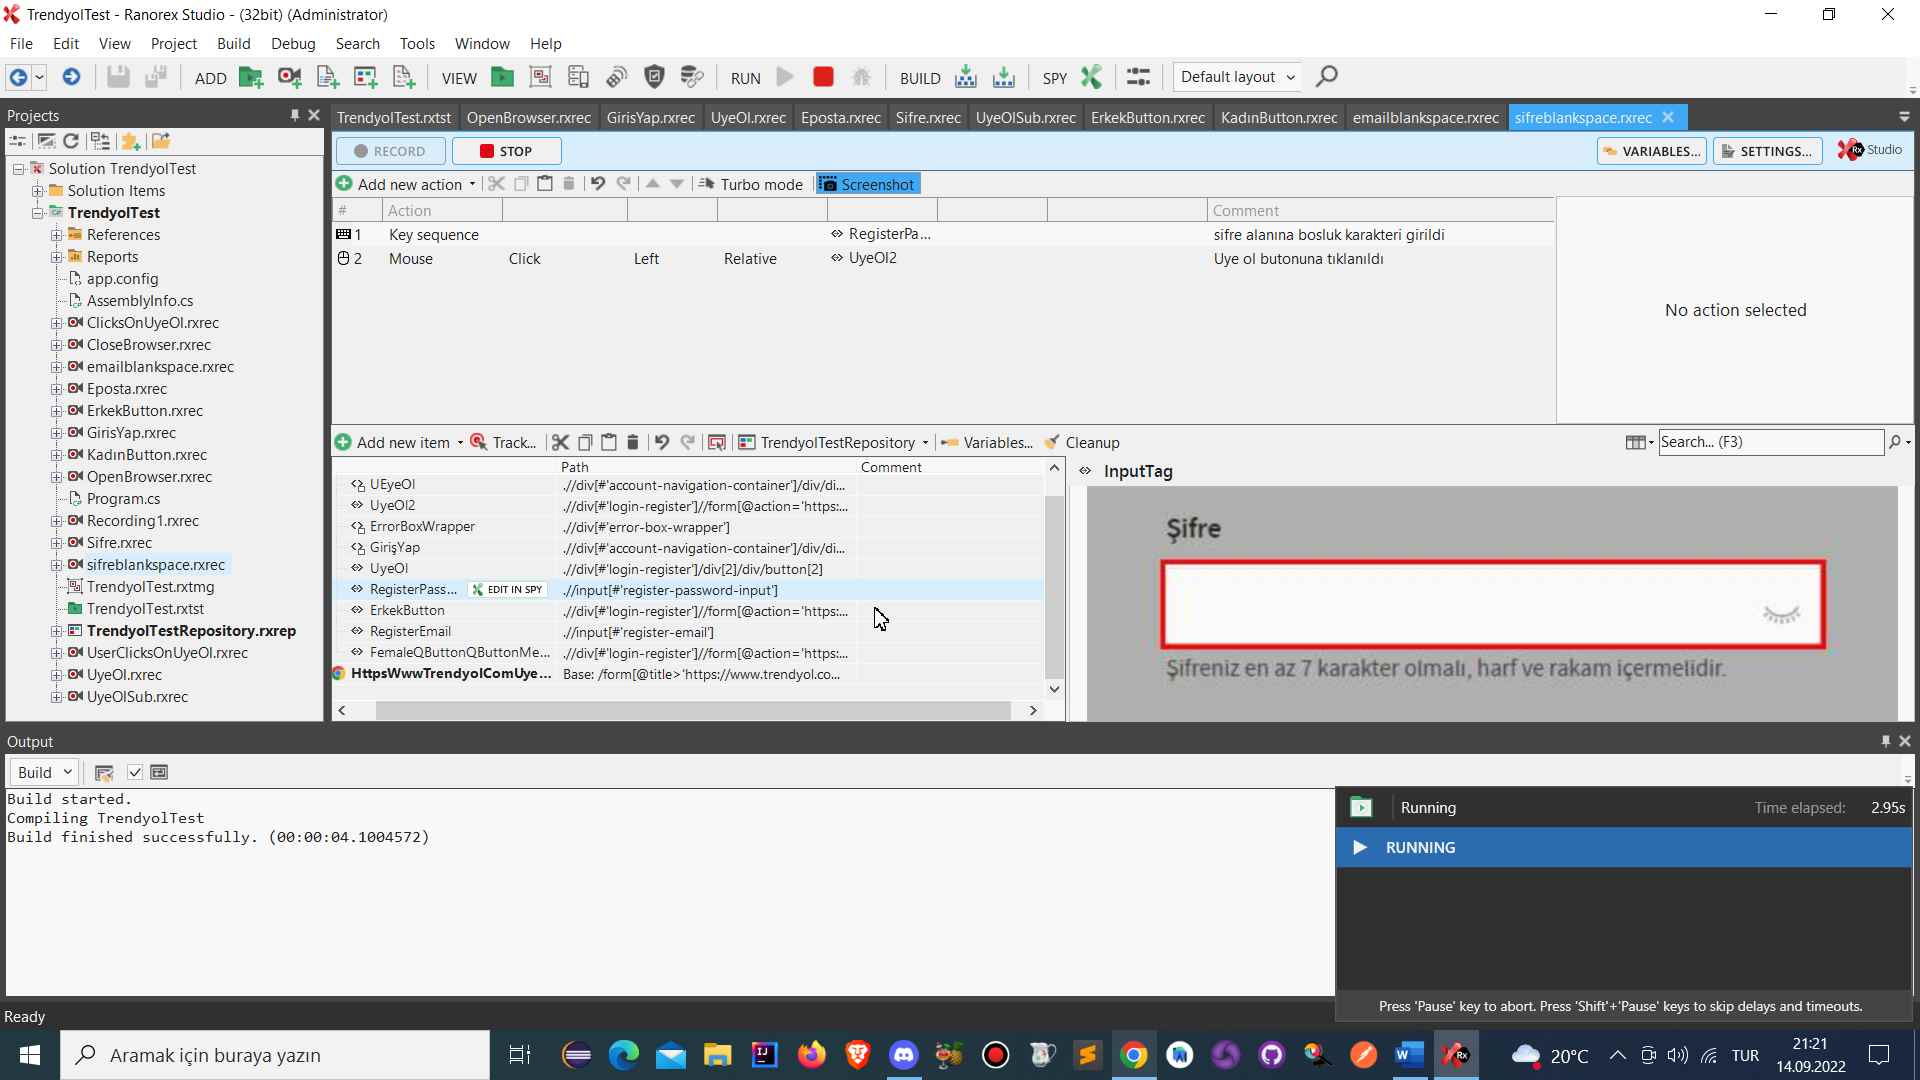 TrendyolTest - Ranorex Studio - (32bit) (Administrator)
File Edit View Project Build Debug Search Tools Window Help
ADD VIEW RUN BUILD SPY Default layout
Projects
Solution TrendyolTest
Solution Items
TrendyolTest
References
Reports
app.config
AssemblyInfo.cs
ClicksOnUyeOl.rxrec
CloseBrowser.rxrec
emailblankspace.rxrec
Eposta.rxrec
ErkekButton.rxrec
GirisYap.rxrec
KadınButton.rxrec
OpenBrowser.rxrec
Program.cs
Recording1.rxrec
Sifre.rxrec
sifreblankspace.rxrec
TrendyolTest.rxtmg
TrendyolTest.rxtst
TrendyolTestRepository.rxrep
UserClicksOnUyeOl.rxrec
UyeOl.rxrec
UyeOlSub.rxrec
TrendyolTest.rxtst OpenBrowser.rxrec GirisYap.rxrec UyeOl.rxrec Eposta.rxrec Sifre.rxrec UyeOlSub.rxrec ErkekButton.rxrec KadınButton.rxrec emailblankspace.rxrec sifreblankspace.rxrec
RECORD STOP VARIABLES... SETTINGS... Rx Studio
Add new action Turbo mode Screenshot
# Action Comment
1 Key sequence RegisterPa... sifre alanına bosluk karakteri girildi
2 Mouse Click Left Relative UyeOl2 Uye ol butonuna tıklanıldı
No action selected
Add new item Track... TrendyolTestRepository Variables... Cleanup Search... (F3)
Path Comment
UEyeOl .//div[#'account-navigation-container']/div/di...
UyeOl2 .//div[#'login-register']//form[@action='https:...
ErrorBoxWrapper .//div[#'error-box-wrapper']
GirişYap .//div[#'account-navigation-container']/div/di...
UyeOl .//div[#'login-register']/div[2]/div/button[2]
RegisterPass... EDIT IN SPY .//input[#'register-password-input']
ErkekButton .//div[#'login-register']//form[@action='https:...
RegisterEmail .//input[#'register-email']
FemaleQButtonQButtonMe... .//div[#'login-register']//form[@action='https:...
HttpsWwwTrendyolComUye... Base: /form[@title>'https://www.trendyol.co...
InputTag
Şifre
Şifreniz en az 7 karakter olmalı, harf ve rakam içermelidir.
Output
Build
Build started.
Compiling TrendyolTest
Build finished successfully. (00:00:04.1004572)
Running Time elapsed: 2.95s
RUNNING
Press 'Pause' key to abort. Press 'Shift'+'Pause' keys to skip delays and timeouts.
Ready
Aramak için buraya yazın
20°C TUR 21:21
14.09.2022